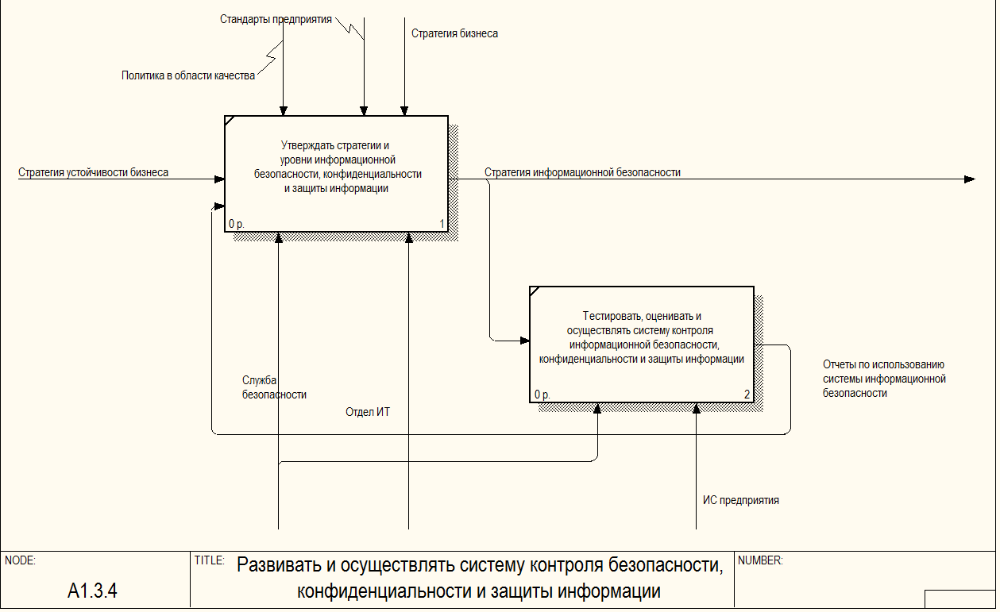 Стандарты предприятия
Стратегия бизнеса
Политика в области качества
Утверждать стратегии и
уровни информационной
безопасности, конфиденциальности
и защиты информации
0 р.
1
Стратегия устойчивости бизнеса
Стратегия информационной безопасности
Тестировать, оценивать и
осуществлять систему контроля
информационной безопасности,
конфиденциальности и защиты информации
0 р.
2
Отчеты по использованию
системы информационной
безопасности
Служба
безопасности
Отдел ИТ
ИС предприятия
NODE:
A1.3.4
TITLE:
Развивать и осуществлять систему контроля безопасности,
конфиденциальности и защиты информации
NUMBER: